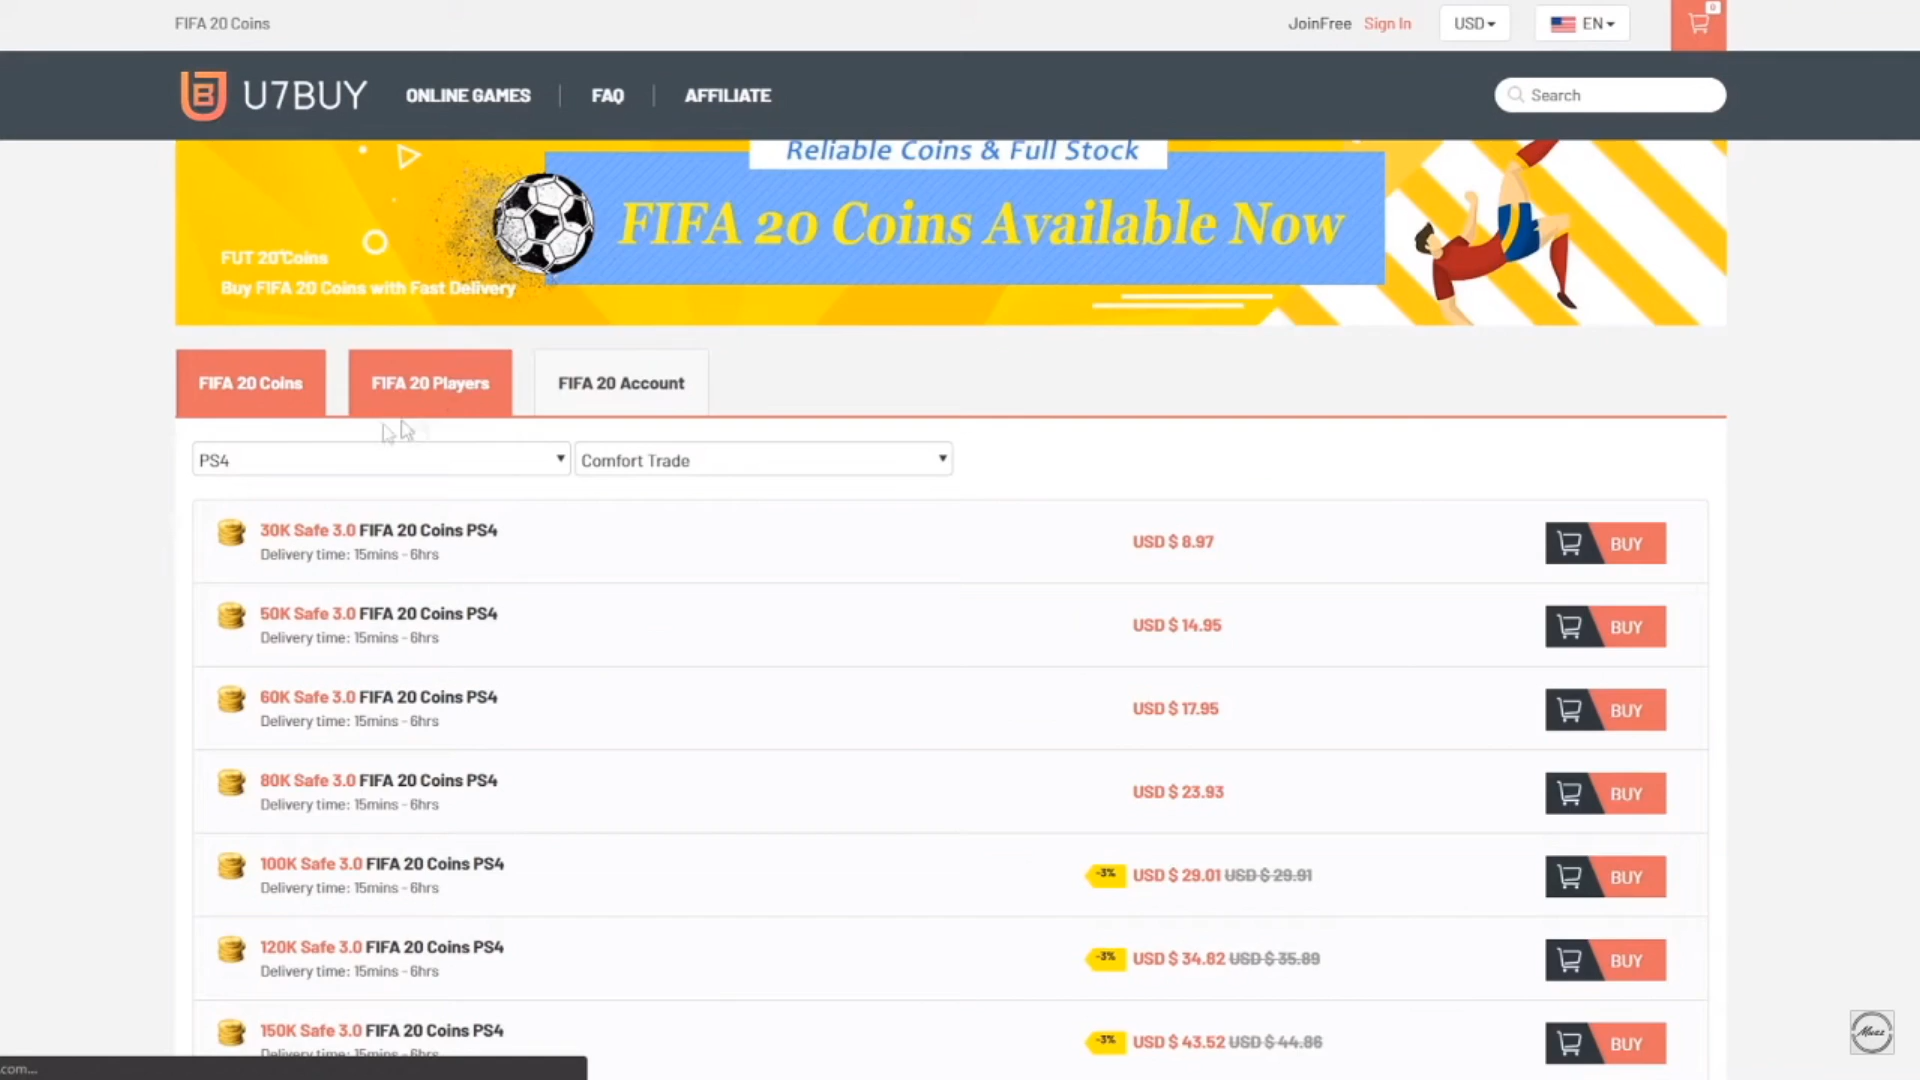 FIFA 20 Coins
JoinFree Sign In USD EN 0
U7BUY ONLINE GAMES FAQ AFFILIATE Search
Reliable Coins & Full Stock
FIFA 20 Coins Available Now
FUT 20 Coins
Buy FIFA 20 Coins with Fast Delivery
FIFA 20 Coins FIFA 20 Players FIFA 20 Account
PS4 Comfort Trade
30K Safe 3.0 FIFA 20 Coins PS4
Delivery time: 15mins - 6hrs
USD $ 8.97 BUY
50K Safe 3.0 FIFA 20 Coins PS4
Delivery time: 15mins - 6hrs
USD $ 14.95 BUY
60K Safe 3.0 FIFA 20 Coins PS4
Delivery time: 15mins - 6hrs
USD $ 17.95 BUY
80K Safe 3.0 FIFA 20 Coins PS4
Delivery time: 15mins - 6hrs
USD $ 23.93 BUY
100K Safe 3.0 FIFA 20 Coins PS4
Delivery time: 15mins - 6hrs
-3% USD $ 29.01 USD $ 29.91 BUY
120K Safe 3.0 FIFA 20 Coins PS4
Delivery time: 15mins - 6hrs
-3% USD $ 34.82 USD $ 35.89 BUY
150K Safe 3.0 FIFA 20 Coins PS4
Delivery time: 15mins - 6hrs
-3% USD $ 43.52 USD $ 44.86 BUY
Muzz
.com...